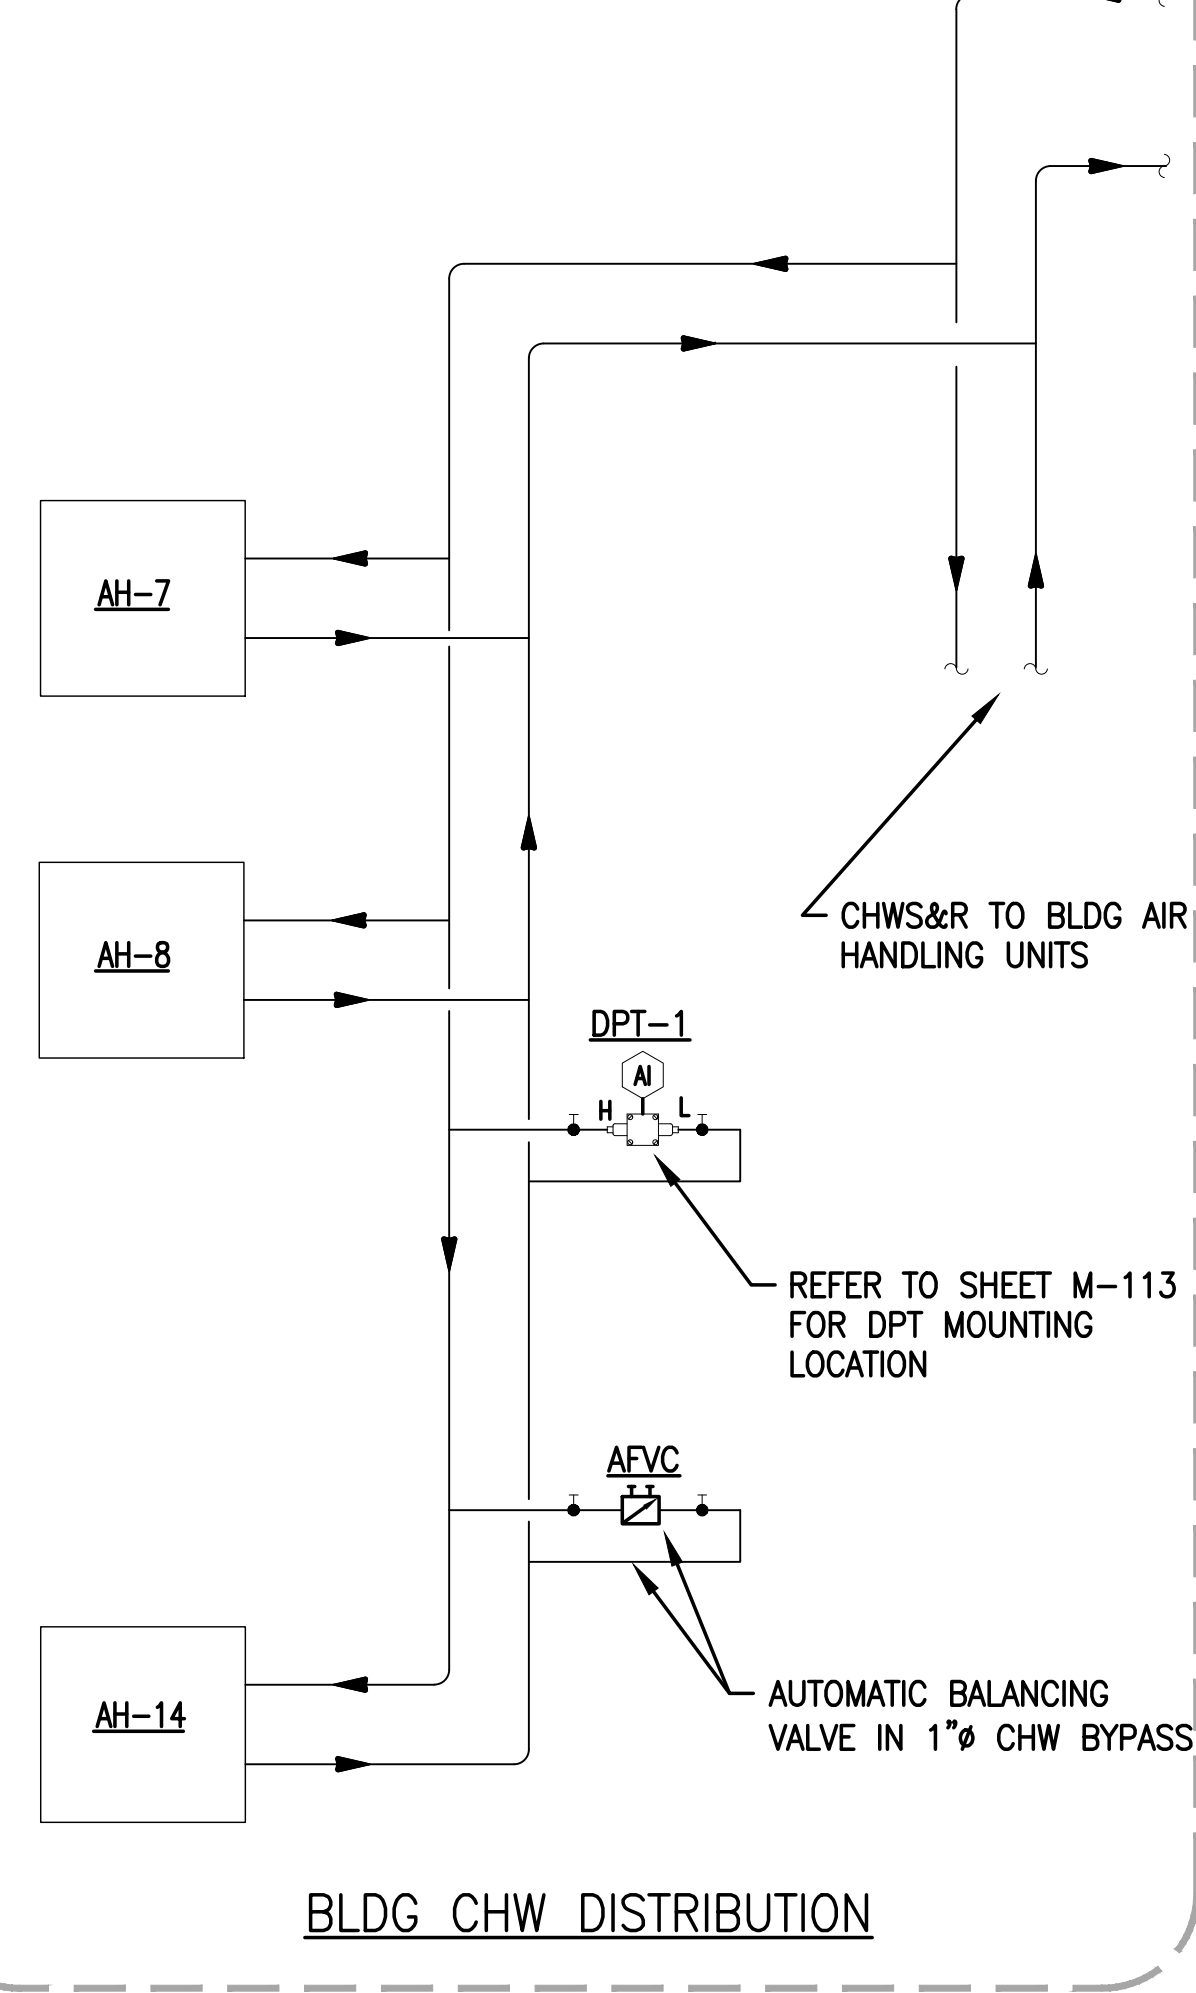 AH-7
AH-8
CHWS&R TO BLDG AIR
HANDLING UNITS
DPT-1
AI
H
L
REFER TO SHEET M-113
FOR DPT MOUNTING
LOCATION
AFVC
AH-14
AUTOMATIC BALANCING
VALVE IN 1"ø CHW BYPASS
BLDG CHW DISTRIBUTION